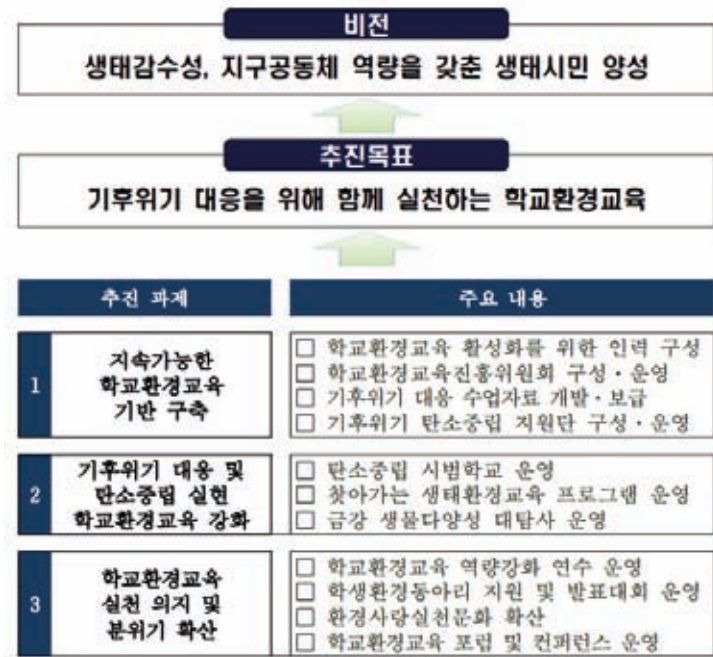 비전
생태감수성, 지구공동체 역량을 갖춘 생태시민 양성
추진목표
기후위기 대응을 위해 함께 실천하는 학교환경교육
추진 과제
주요 내용
1
지속가능한
학교환경교육
기반 구축
□ 학교환경교육 활성화를 위한 인력 구성
□ 학교환경교육진흥위원회 구성·운영
□ 기후위기 대응 수업자료 개발·보급
□ 기후위기 탄소중립 지원단 구성·운영
2
기후위기 대응 및
탄소중립 실현
학교환경교육 강화
□ 탄소중립 시범학교 운영
□ 찾아가는 생태환경교육 프로그램 운영
□ 금강 생물다양성 대탐사 운영
3
학교환경교육
실천 의지 및
분위기 확산
□ 학교환경교육 역량강화 연수 운영
□ 학생환경동아리 지원 및 발표대회 운영
□ 환경사랑실천문화 확산
□ 학교환경교육 포럼 및 컨퍼런스 운영